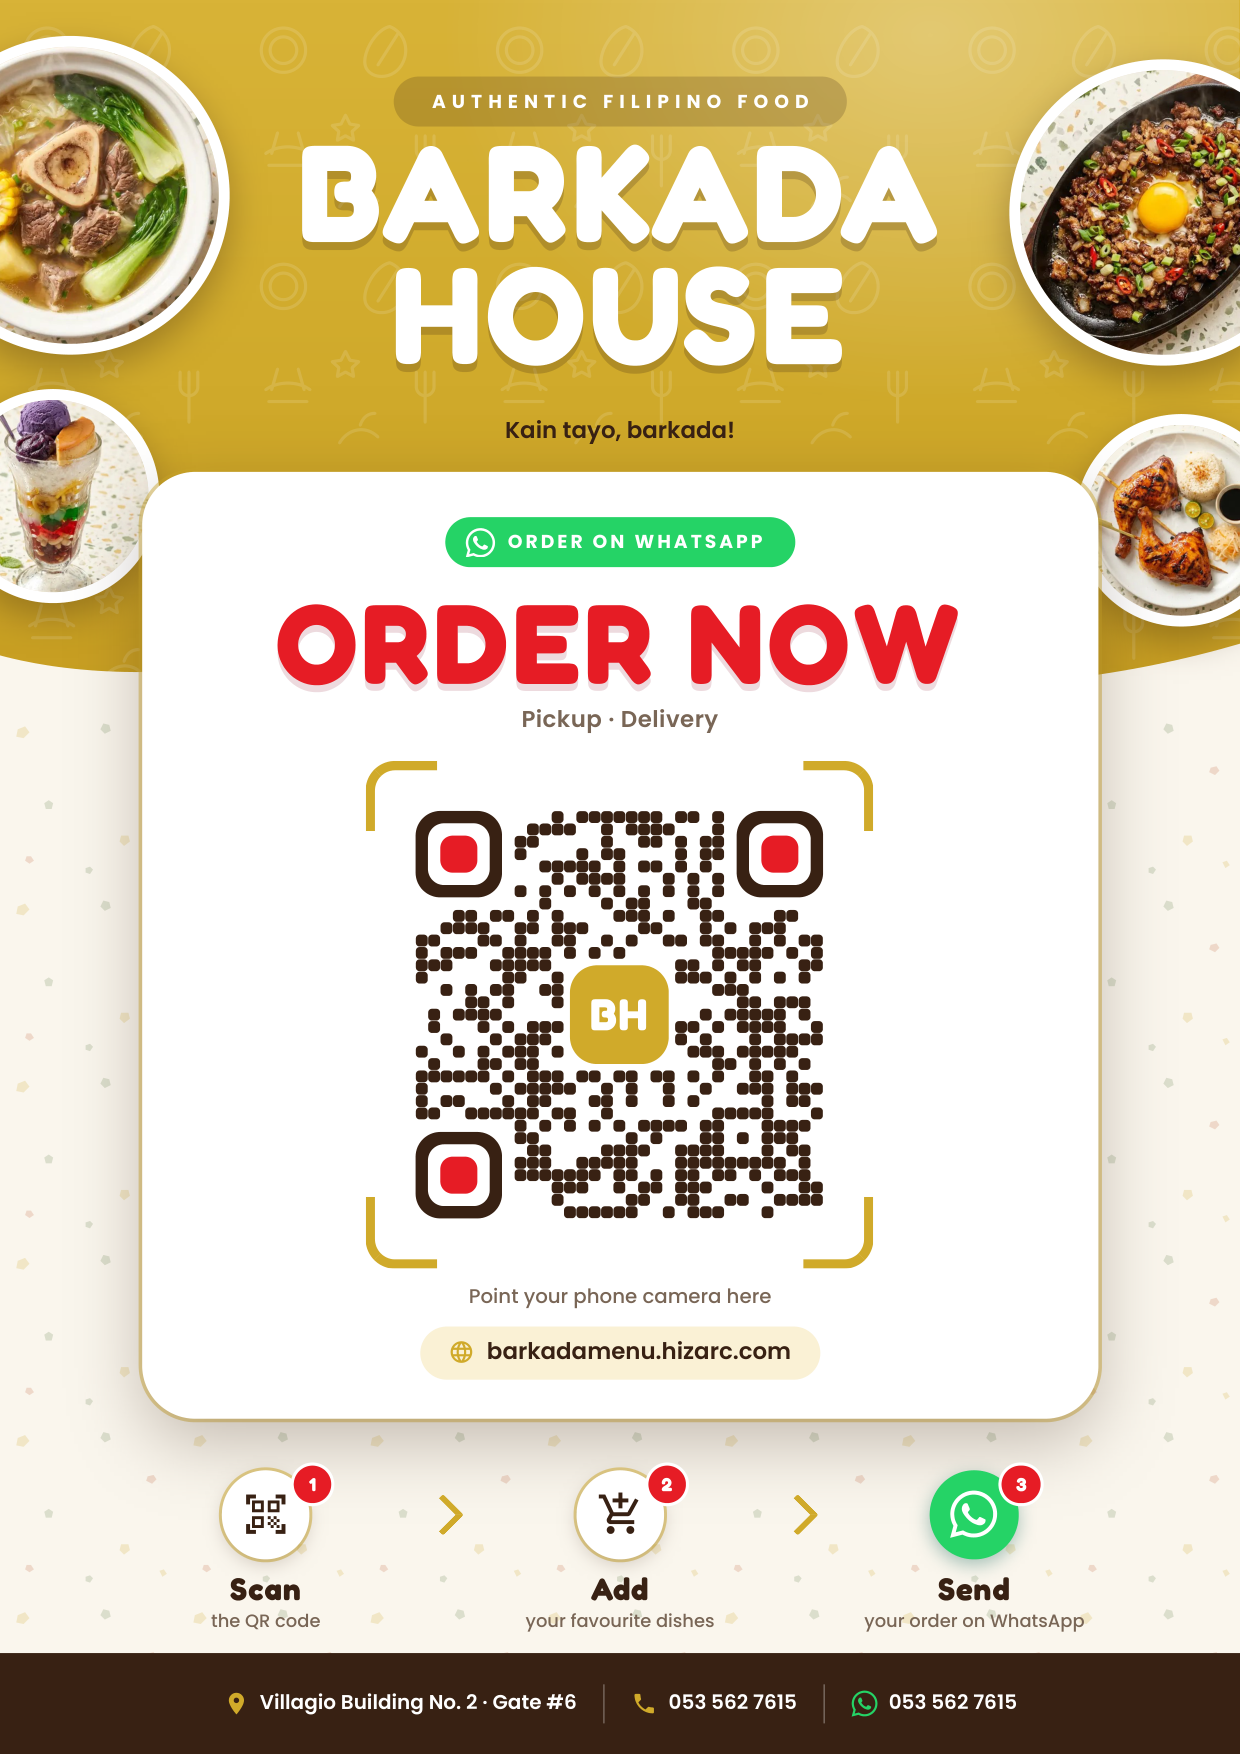 AUTHENTIC FILIPINO FOOD
BARKADA
HOUSE
Kain tayo, barkada!
ORDER ON WHATSAPP
ORDER NOW
Pickup · Delivery
BH
Point your phone camera here
barkadamenu.hizarc.com
1
2
3
Scan
the QR code
Add
your favourite dishes
Send
your order on WhatsApp
Villagio Building No. 2 · Gate #6
053 562 7615
053 562 7615